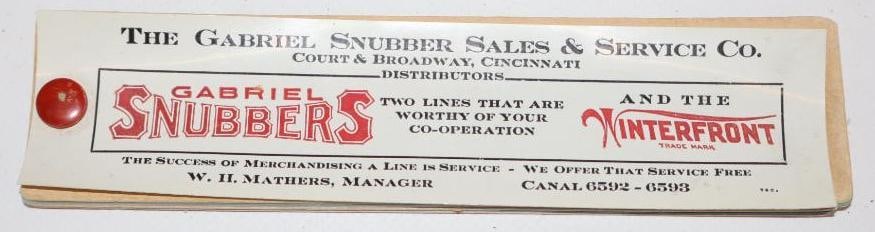 THE GABRIEL SNUBBER SALES & SERVICE CO.
COURT & BROADWAY, CINCINNATI
DISTRIBUTORS
GABRIEL
SNUBBERS
TWO LINES THAT ARE
WORTHY OF YOUR
CO-OPERATION
AND THE
WINTERFRONT
TRADE MARK
THE SUCCESS OF MERCHANDISING A LINE IS SERVICE - WE OFFER THAT SERVICE FREE
W. H. MATHERS, MANAGER
CANAL 6592 - 6593